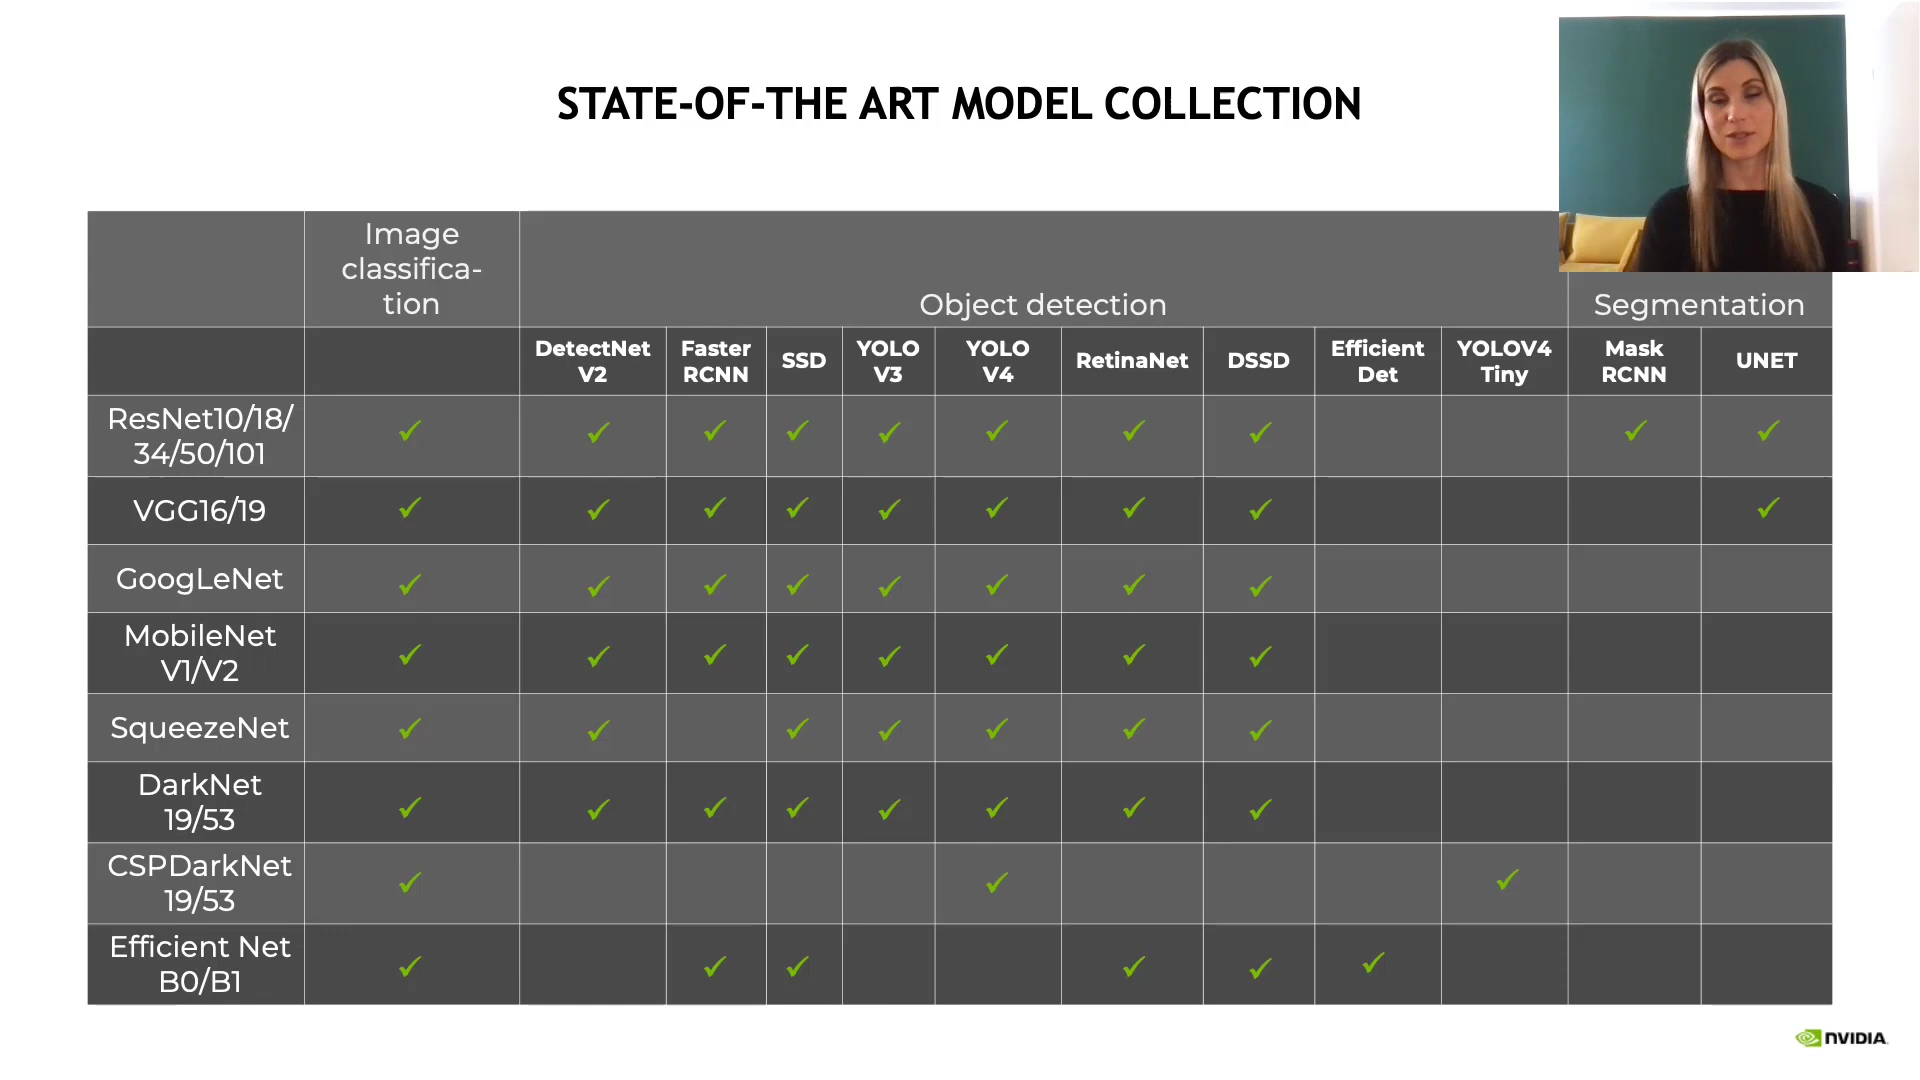 STATE-OF-THE ART MODEL COLLECTION
Image
classifica-
tion
Object detection
Segmentation
DetectNet
V2
Faster
RCNN
SSD
YOLO
V3
YOLO
V4
RetinaNet
DSSD
Efficient
Det
YOLOV4
Tiny
Mask
RCNN
UNET
ResNet10/18/
34/50/101
VGG16/19
GoogLeNet
MobileNet
V1/V2
SqueezeNet
DarkNet
19/53
CSPDarkNet
19/53
Efficient Net
B0/B1
NVIDIA